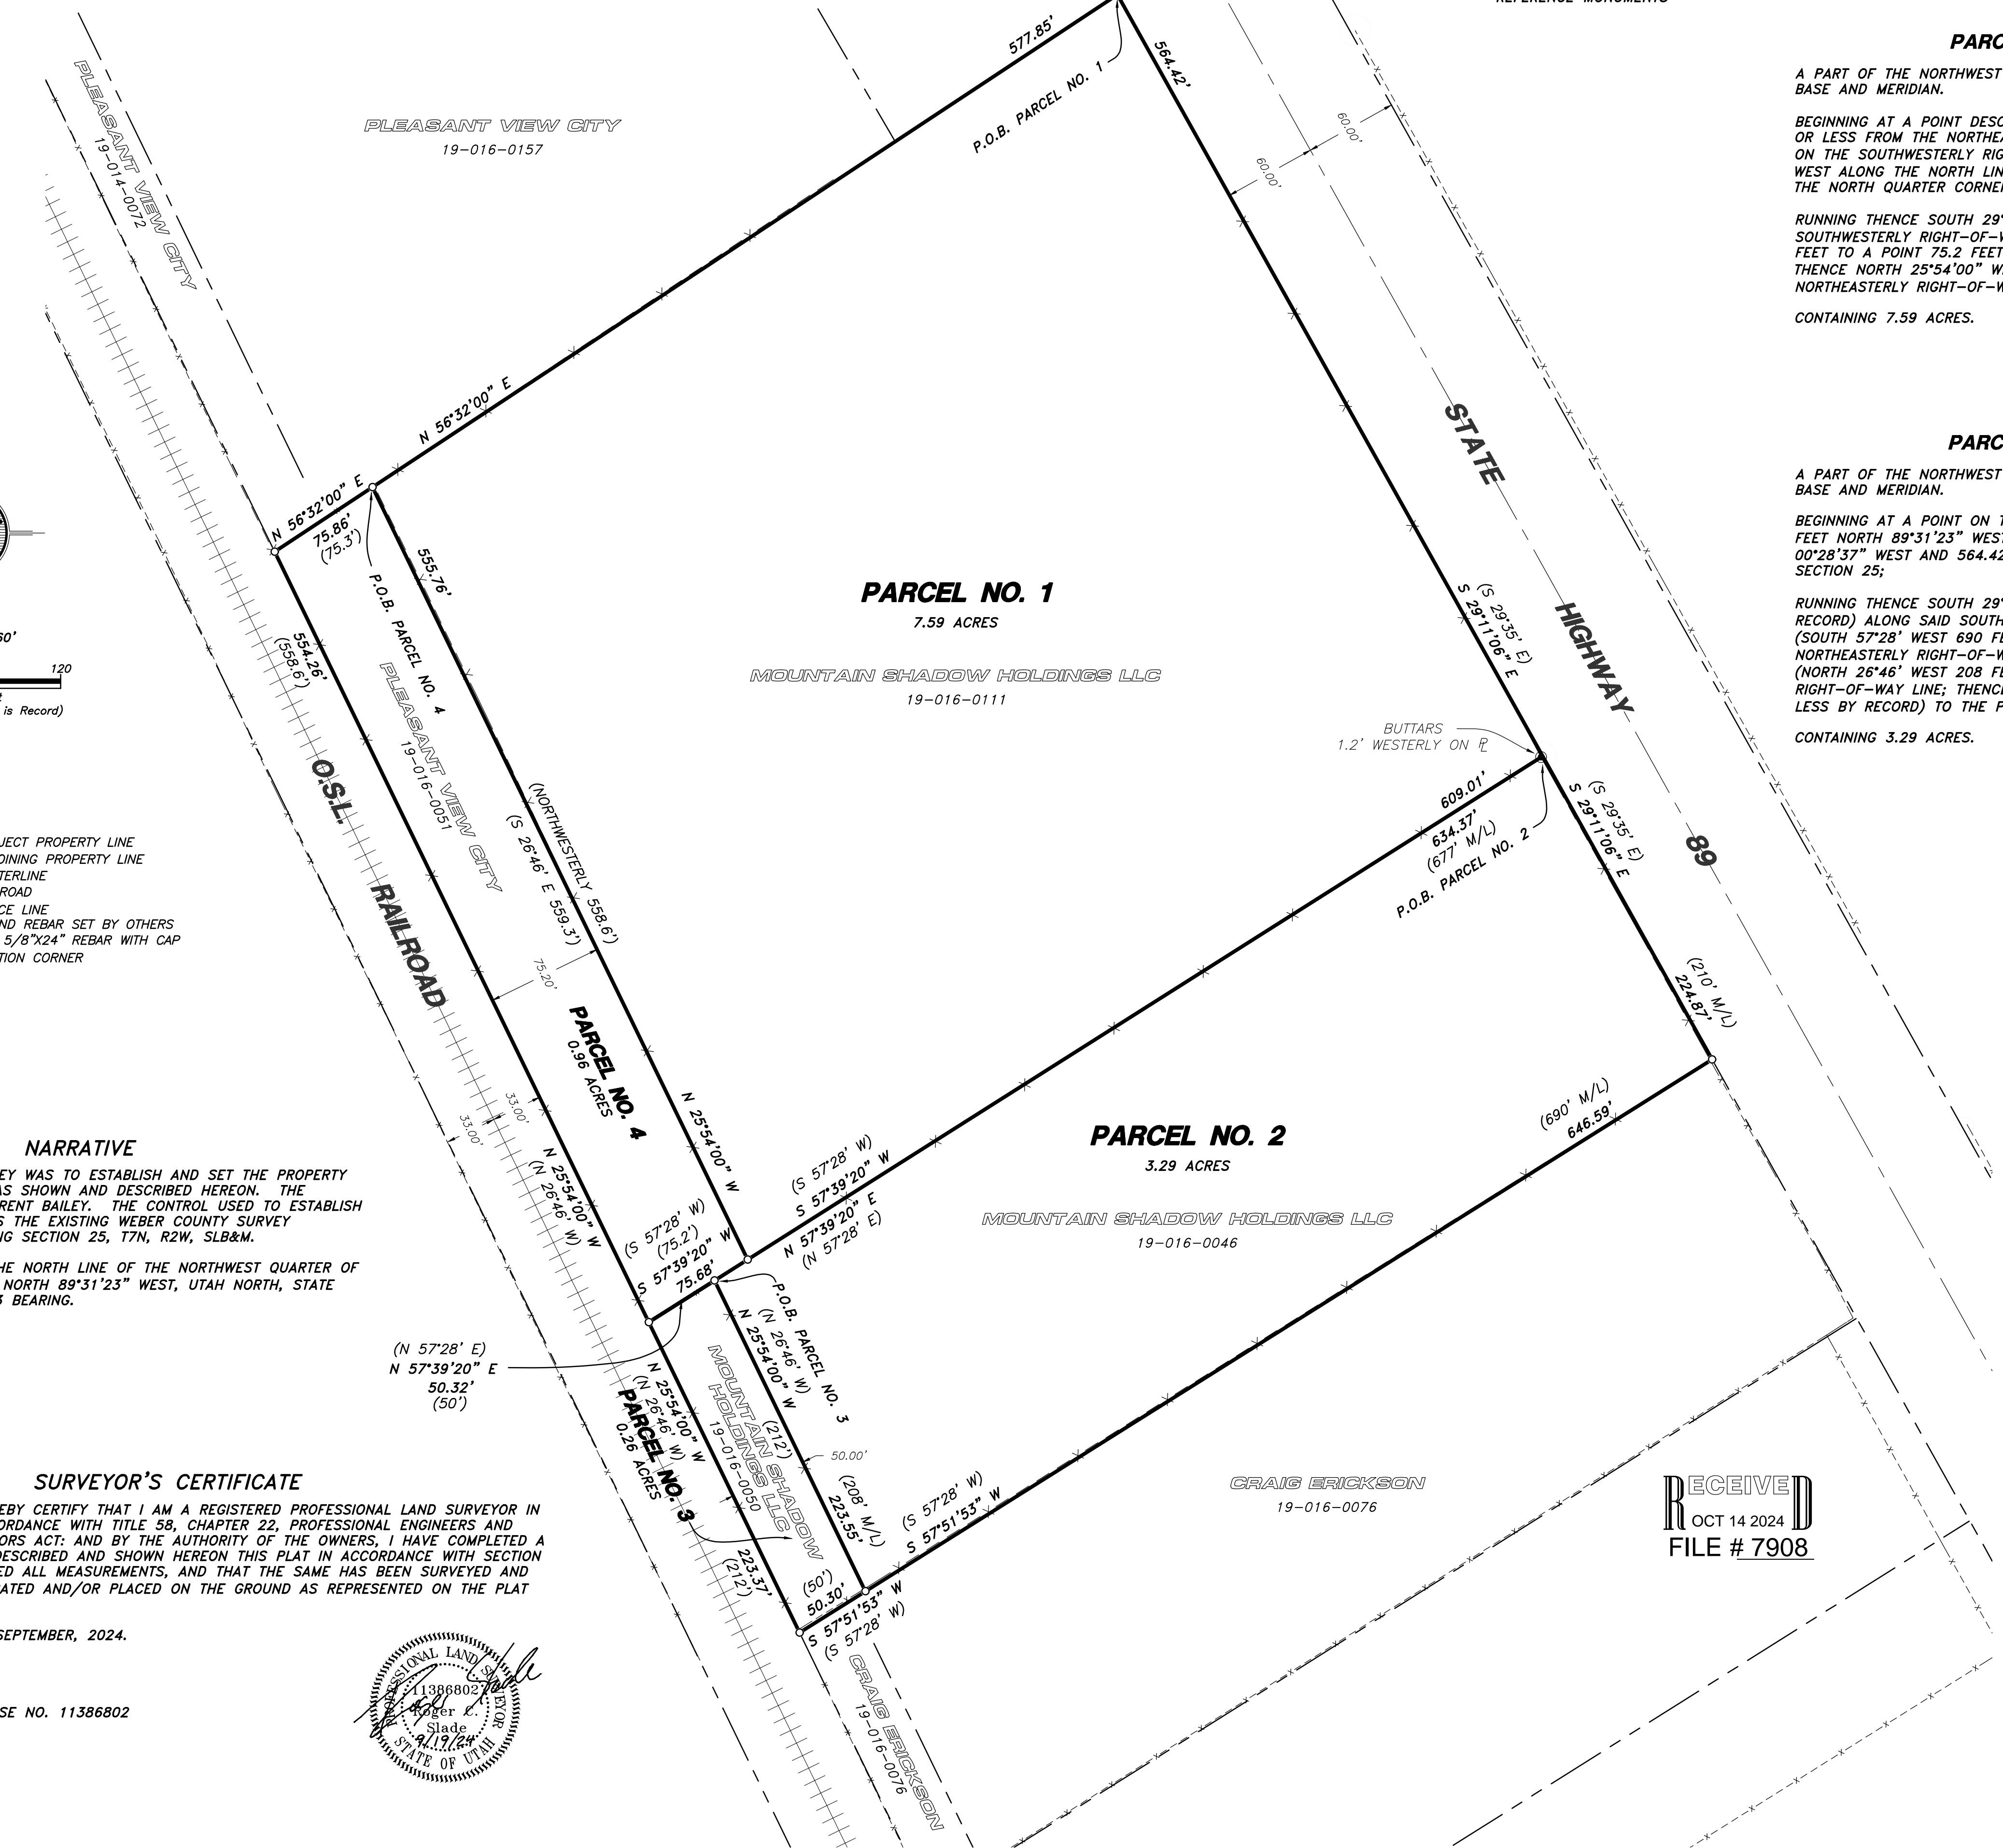 REFERENCE MONUMENTS
577.85'
P.O.B. PARCEL NO. 1
564.42'
60.00'
60.00'
PLEASANT VIEW CITY
19-014-0072
PLEASANT VIEW CITY
19-016-0157
N 56°32'00" E
N 56°32'00" E
75.86'
(75.3')
555.76'
P.O.B. PARCEL NO. 4
554.26'
(558.6')
PLEASANT VIEW CITY
19-016-0051
PARCEL NO. 1
7.59 ACRES
MOUNTAIN SHADOW HOLDINGS LLC
19-016-0111
STATE
HIGHWAY
89
(S 29°35' E)
S 29°11'06" E
BUTTARS
1.2' WESTERLY ON PL
609.01'
634.37'
(677' M/L)
P.O.B. PARCEL NO. 2
(S 29°35' E)
S 29°11'06" E
(210' M/L)
224.87'
O.S.L.
RAILROAD
(NORTHWESTERLY 558.6')
(S 26°46' E 559.3')
75.20'
PARCEL NO. 4
0.96 ACRES
33.00'
33.00'
N 25°54'00" W
N 25°54'00" W
(N 26°46' W)
(S 57°28' W)
S 57°39'20" W
N 57°39'20" E
(N 57°28' E)
(S 57°28' W)
(75.2')
S 57°39'20" W
75.68'
PARCEL NO. 2
3.29 ACRES
MOUNTAIN SHADOW HOLDINGS LLC
19-016-0046
(690' M/L)
646.59'
(N 57°28' E)
N 57°39'20" E
50.32'
(50')
P.O.B. PARCEL NO. 3
(N 26°46' W)
N 25°54'00" W
N 25°54'00" W
(N 26°46' W)
PARCEL NO. 3
0.26 ACRES
MOUNTAIN SHADOW
HOLDINGS LLC
19-016-0050
(212')
50.00'
(208' M/L)
223.55'
223.37'
(212')
(50')
50.30'
S 57°51'53" W
(S 57°28' W)
(S 57°28' W)
S 57°51'53" W
CRAIG ERICKSON
19-016-0076
CRAIG ERICKSON
19-016-0076
RECEIVED
OCT 14 2024
FILE # 7908
60'
120
is Record)
JECT PROPERTY LINE
OINING PROPERTY LINE
TERLINE
ROAD
CE LINE
ND REBAR SET BY OTHERS
5/8"X24" REBAR WITH CAP
TION CORNER
NARRATIVE
EY WAS TO ESTABLISH AND SET THE PROPERTY
AS SHOWN AND DESCRIBED HEREON. THE
RENT BAILEY. THE CONTROL USED TO ESTABLISH
S THE EXISTING WEBER COUNTY SURVEY
NG SECTION 25, T7N, R2W, SLB&M.
HE NORTH LINE OF THE NORTHWEST QUARTER OF
NORTH 89°31'23" WEST, UTAH NORTH, STATE
3 BEARING.
SURVEYOR'S CERTIFICATE
EBY CERTIFY THAT I AM A REGISTERED PROFESSIONAL LAND SURVEYOR IN
ORDANCE WITH TITLE 58, CHAPTER 22, PROFESSIONAL ENGINEERS AND
ORS ACT: AND BY THE AUTHORITY OF THE OWNERS, I HAVE COMPLETED A
DESCRIBED AND SHOWN HEREON THIS PLAT IN ACCORDANCE WITH SECTION
ED ALL MEASUREMENTS, AND THAT THE SAME HAS BEEN SURVEYED AND
ATED AND/OR PLACED ON THE GROUND AS REPRESENTED ON THE PLAT
SEPTEMBER, 2024.
SE NO. 11386802
PROFESSIONAL LAND SURVEYOR
11386802
Roger C.
Slade
9/19/24
STATE OF UTAH
PARC
A PART OF THE NORTHWEST
BASE AND MERIDIAN.
BEGINNING AT A POINT DESC
OR LESS FROM THE NORTHEA
ON THE SOUTHWESTERLY RIG
WEST ALONG THE NORTH LIN
THE NORTH QUARTER CORNER
RUNNING THENCE SOUTH 29°
SOUTHWESTERLY RIGHT-OF-W
FEET TO A POINT 75.2 FEET
THENCE NORTH 25°54'00" W
NORTHEASTERLY RIGHT-OF-W
CONTAINING 7.59 ACRES.
PARC
A PART OF THE NORTHWEST
BASE AND MERIDIAN.
BEGINNING AT A POINT ON T
FEET NORTH 89°31'23" WEST
00°28'37" WEST AND 564.42
SECTION 25;
RUNNING THENCE SOUTH 29°
RECORD) ALONG SAID SOUTH
(SOUTH 57°28' WEST 690 FE
NORTHEASTERLY RIGHT-OF-W
(NORTH 26°46' WEST 208 FE
RIGHT-OF-WAY LINE; THENCE
LESS BY RECORD) TO THE P
CONTAINING 3.29 ACRES.